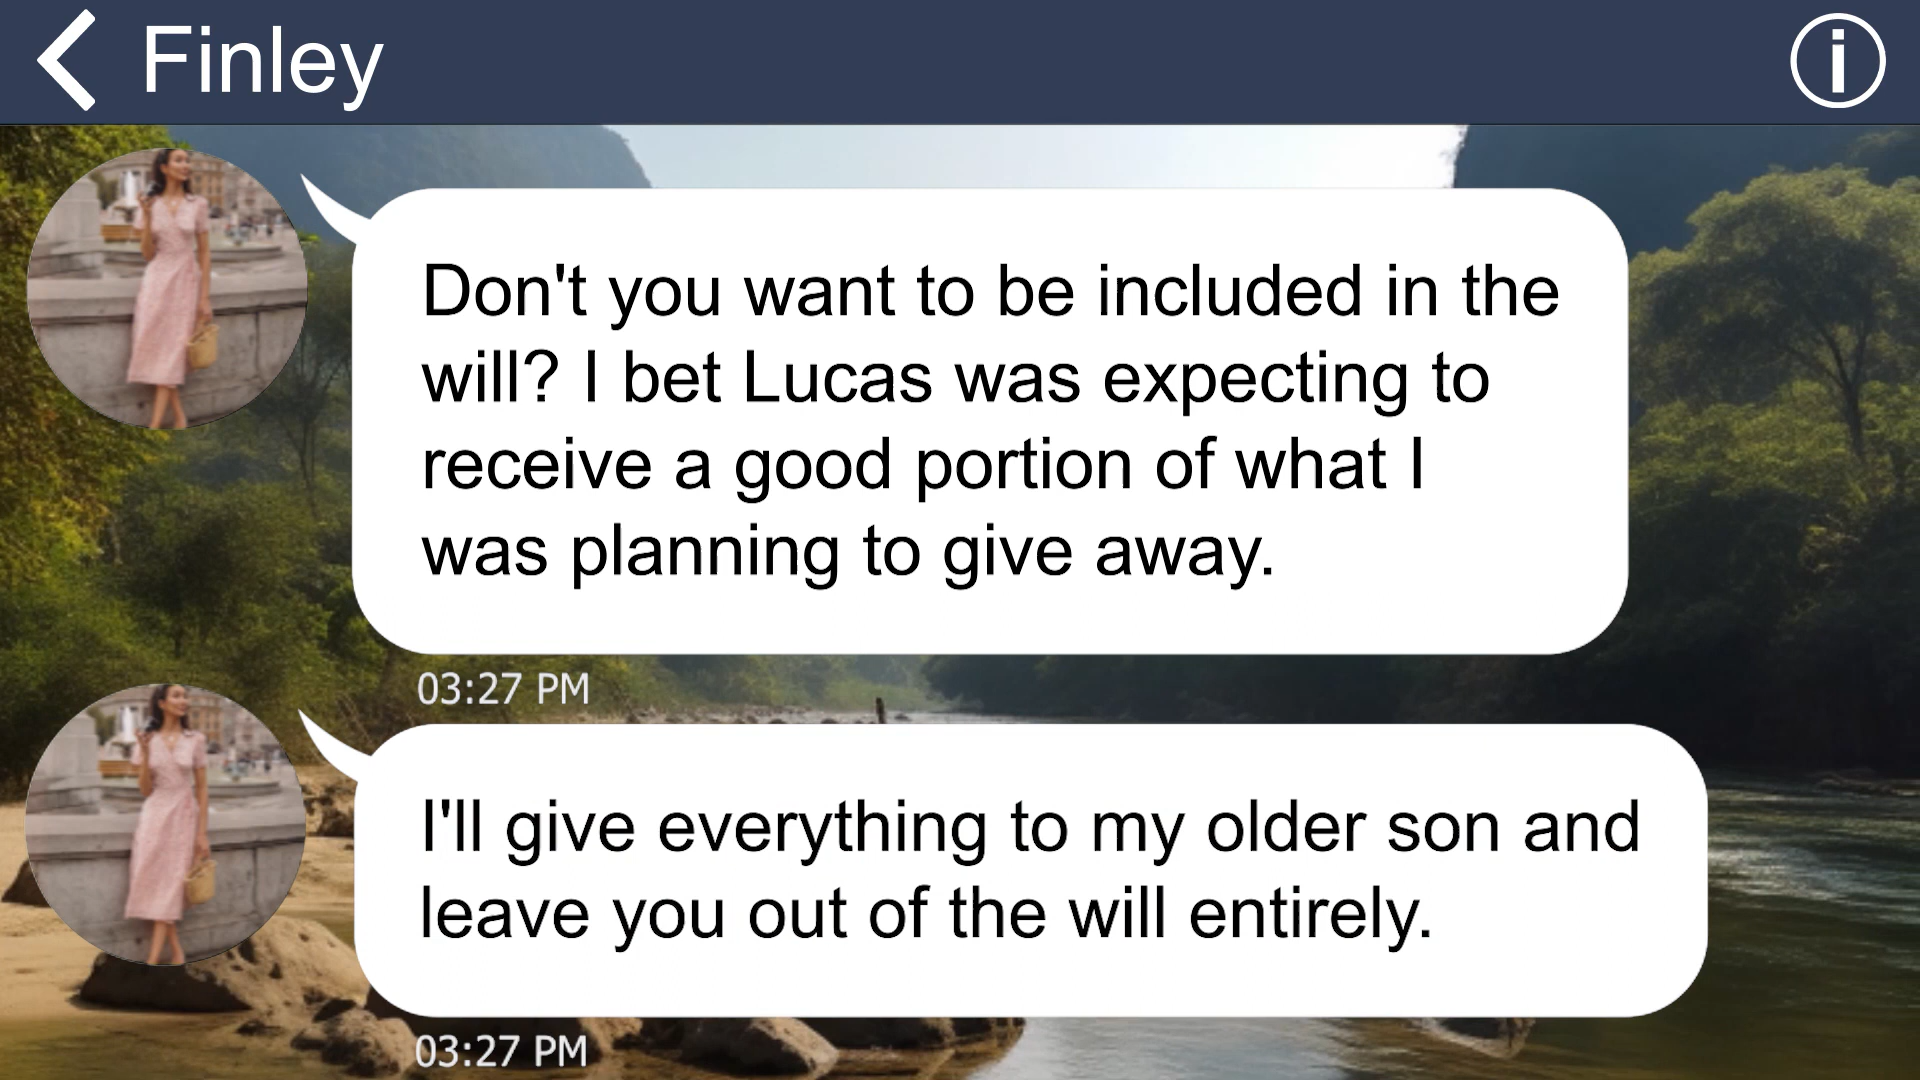 Finley
Don't you want to be included in the
will? I bet Lucas was expecting to
receive a good portion of what I
was planning to give away.
03:27 PM
I'll give everything to my older son and
leave you out of the will entirely.
03:27 PM